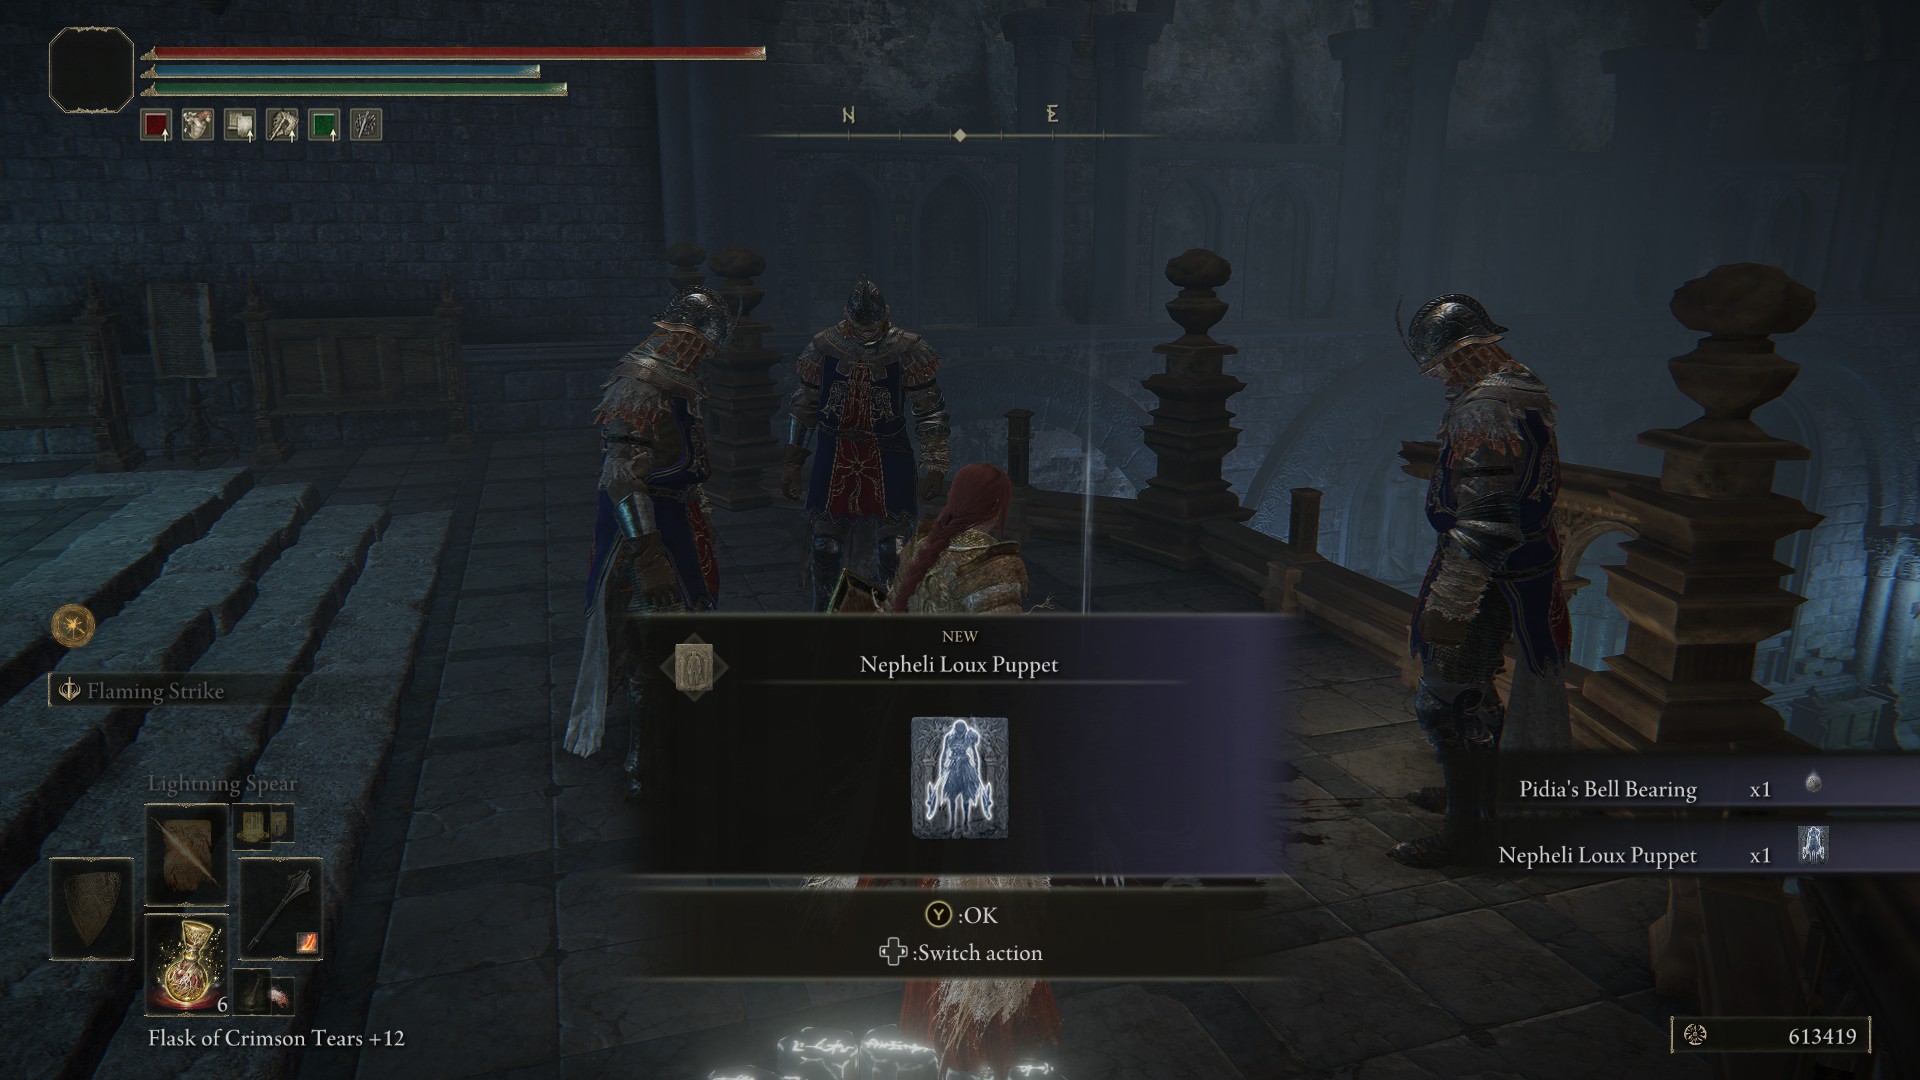 N
E
NEW
Nepheli Loux Puppet
Flaming Strike
Lightning Spear
Pidia's Bell Bearing x1
Nepheli Loux Puppet x1
Y :OK
:Switch action
6
Flask of Crimson Tears +12
613419